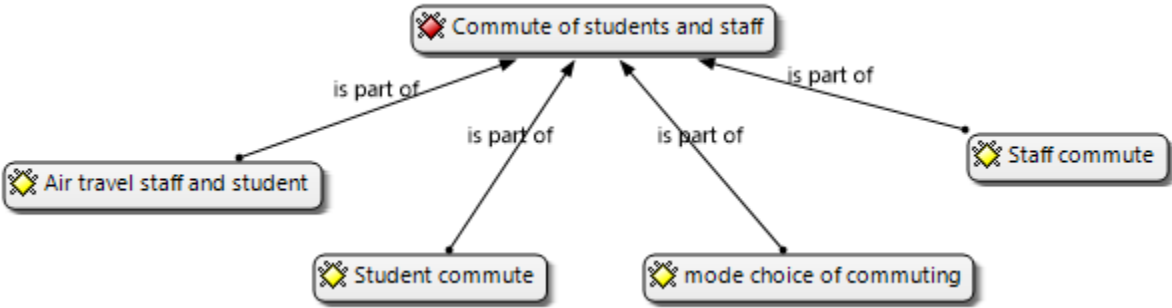 Commute of students and staff
is part of
is part of
is part of
is part of
Air travel staff and student
Staff commute
Student commute
mode choice of commuting